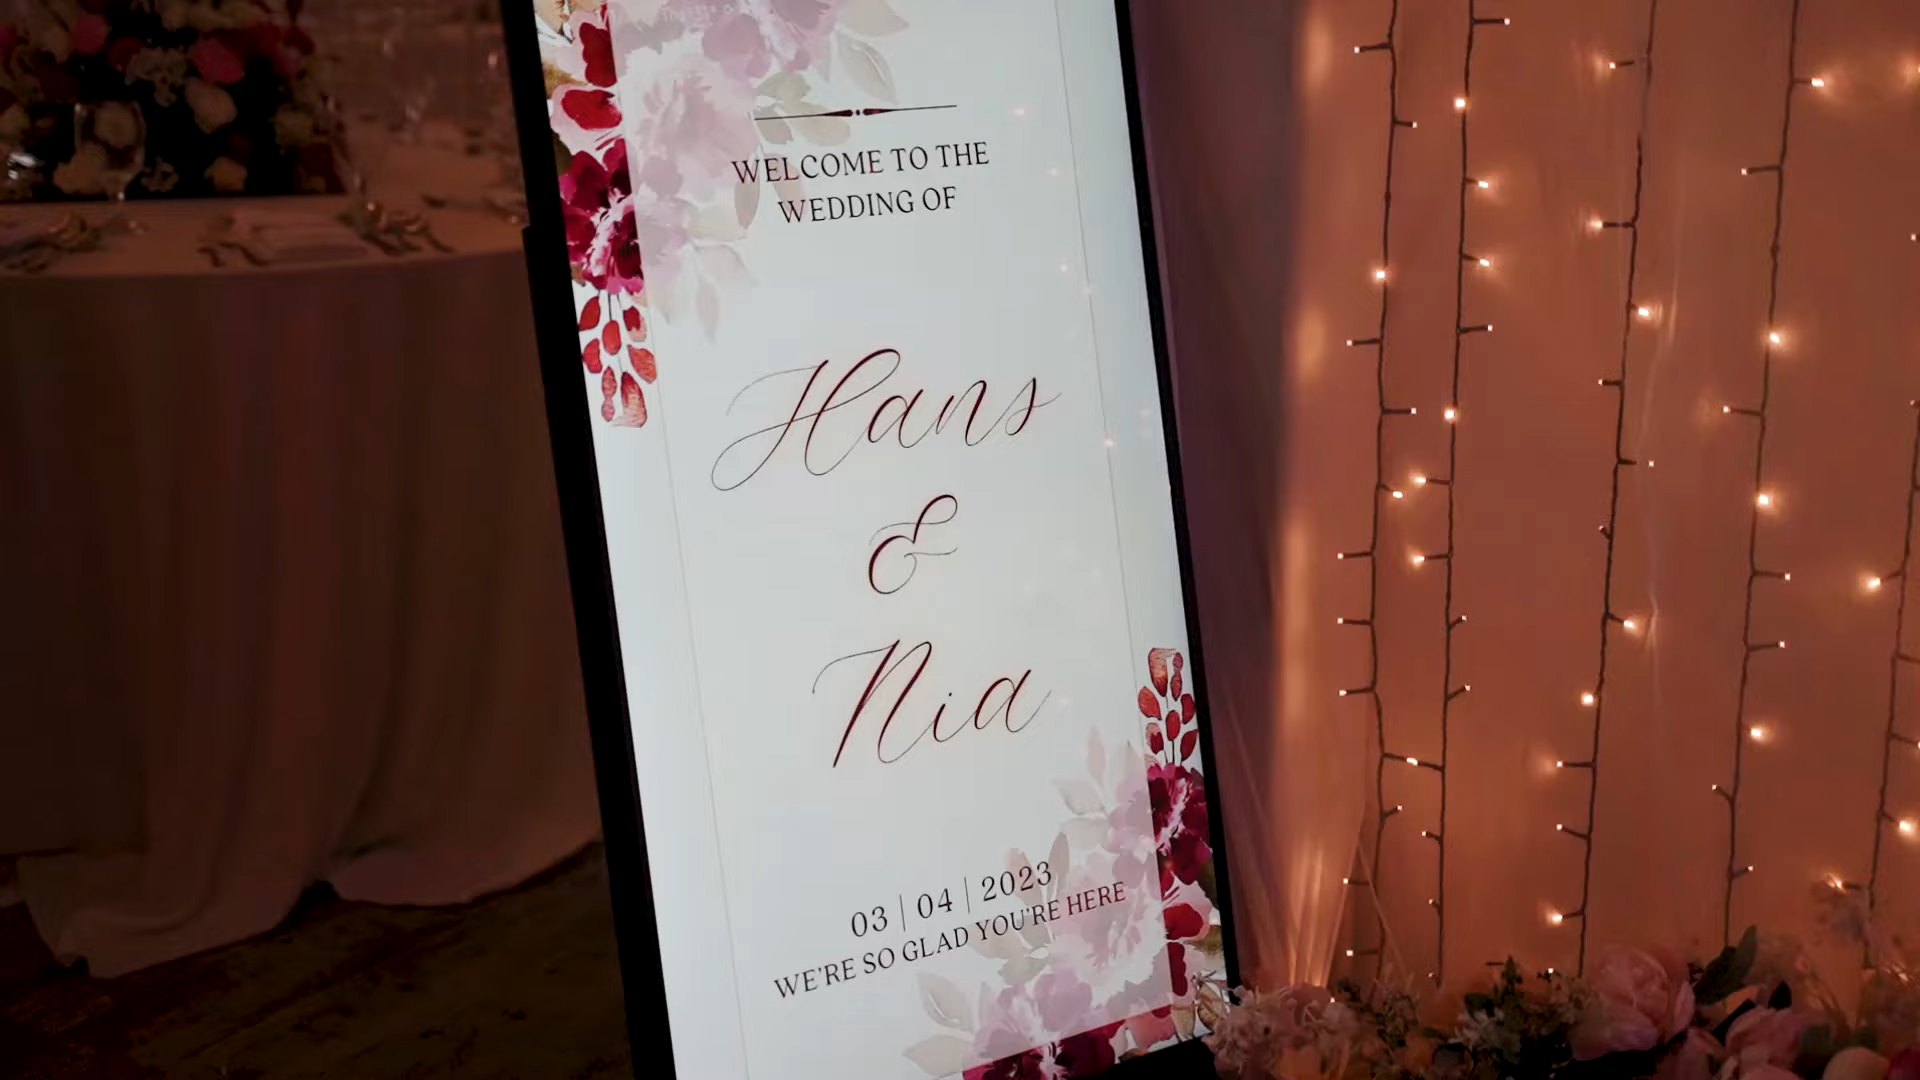 WELCOME TO THE
WEDDING OF
Hans
&
Nia
03 | 04 | 2023
WE'RE SO GLAD YOU'RE HERE